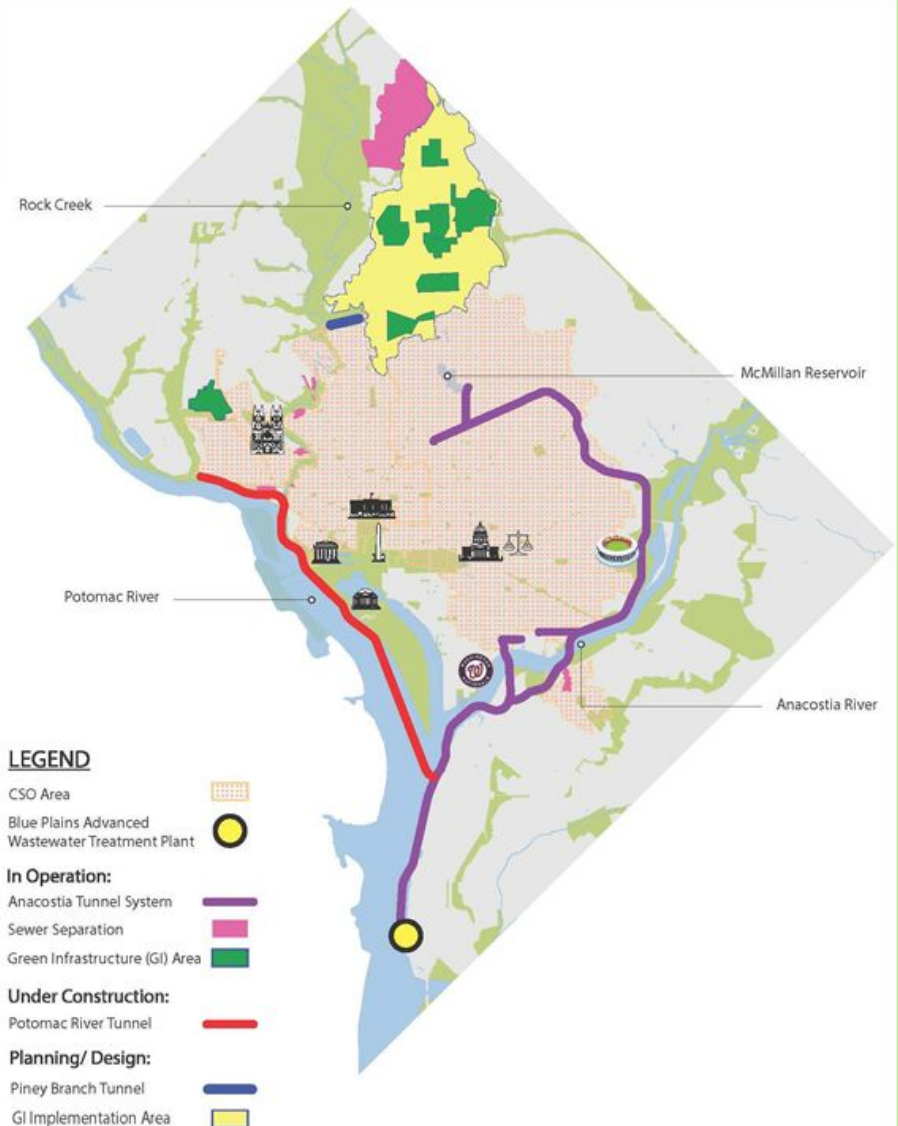 Rock Creek
McMillan Reservoir
Potomac River
Anacostia River
W
LEGEND
CSO Area
Blue Plains Advanced
Wastewater Treatment Plant
In Operation:
Anacostia Tunnel System
Sewer Separation
Green Infrastructure (GI) Area
Under Construction:
Potomac River Tunnel
Planning/ Design:
Piney Branch Tunnel
GI Implementation Area